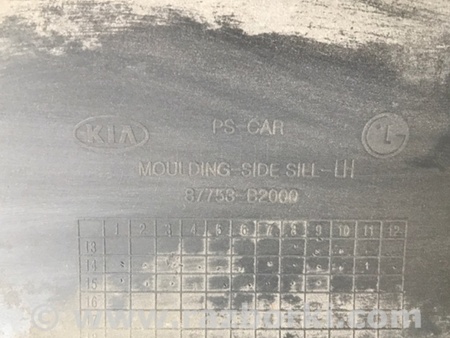 KIA PS-CAR L
MOULDING-SIDE SILL-LH
87753-B2000
1 2 3 4 5 6 7 8 9 10 11 12
13
14
15
16